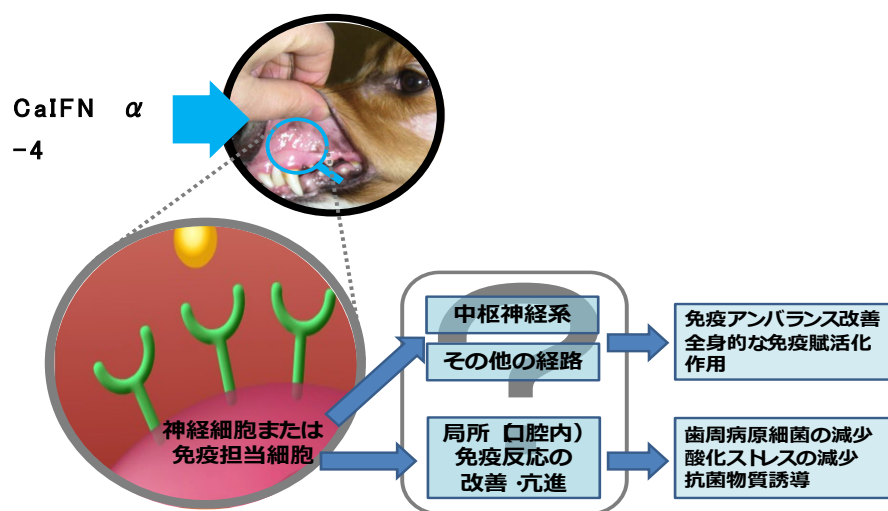 CaIFN α
-4
神経細胞または
免疫担当細胞
?
中枢神経系
その他の経路
局所(口腔内)
免疫反応の
改善·亢進
免疫アンバランス改善
全身的な免疫賦活化
作用
歯周病原細菌の減少
酸化ストレスの減少
抗菌物質誘導